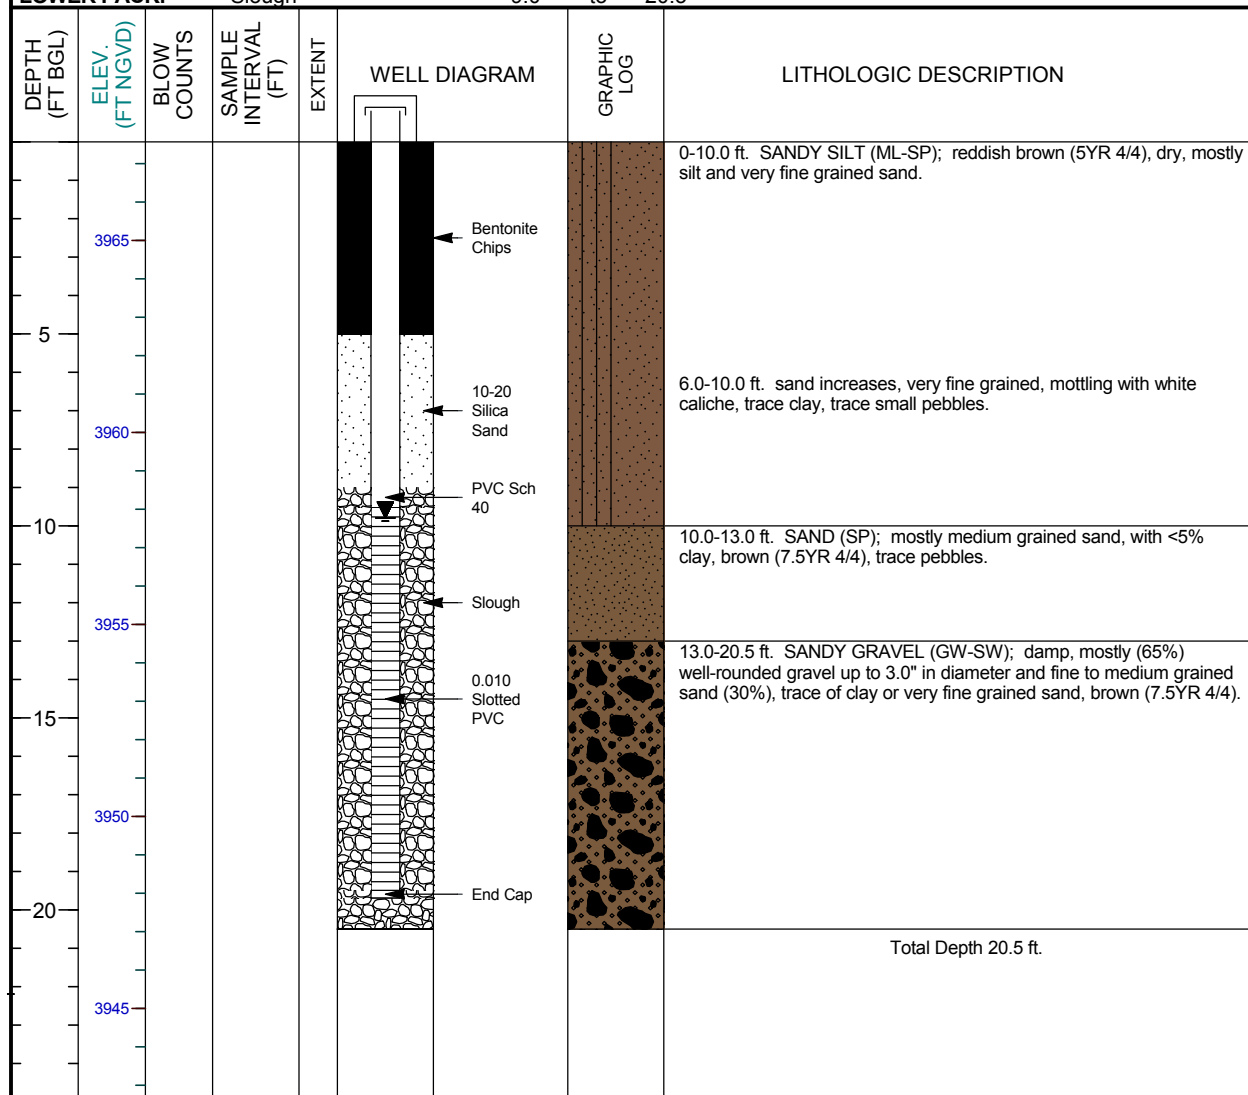 DEPTH (FT BGL)
ELEV. (FT NGVD)
BLOW COUNTS
SAMPLE INTERVAL (FT)
EXTENT
WELL DIAGRAM
GRAPHIC LOG
LITHOLOGIC DESCRIPTION
0-10.0 ft. SANDY SILT (ML-SP); reddish brown (5YR 4/4), dry, mostly
silt and very fine grained sand.
Bentonite
Chips
3965
5
6.0-10.0 ft. sand increases, very fine grained, mottling with white
caliche, trace clay, trace small pebbles.
10-20
Silica
Sand
3960
PVC Sch
40
10
10.0-13.0 ft. SAND (SP); mostly medium grained sand, with <5%
clay, brown (7.5YR 4/4), trace pebbles.
Slough
3955
13.0-20.5 ft. SANDY GRAVEL (GW-SW); damp, mostly (65%)
well-rounded gravel up to 3.0" in diameter and fine to medium grained
sand (30%), trace of clay or very fine grained sand, brown (7.5YR 4/4).
0.010
Slotted
PVC
15
3950
End Cap
20
Total Depth 20.5 ft.
3945